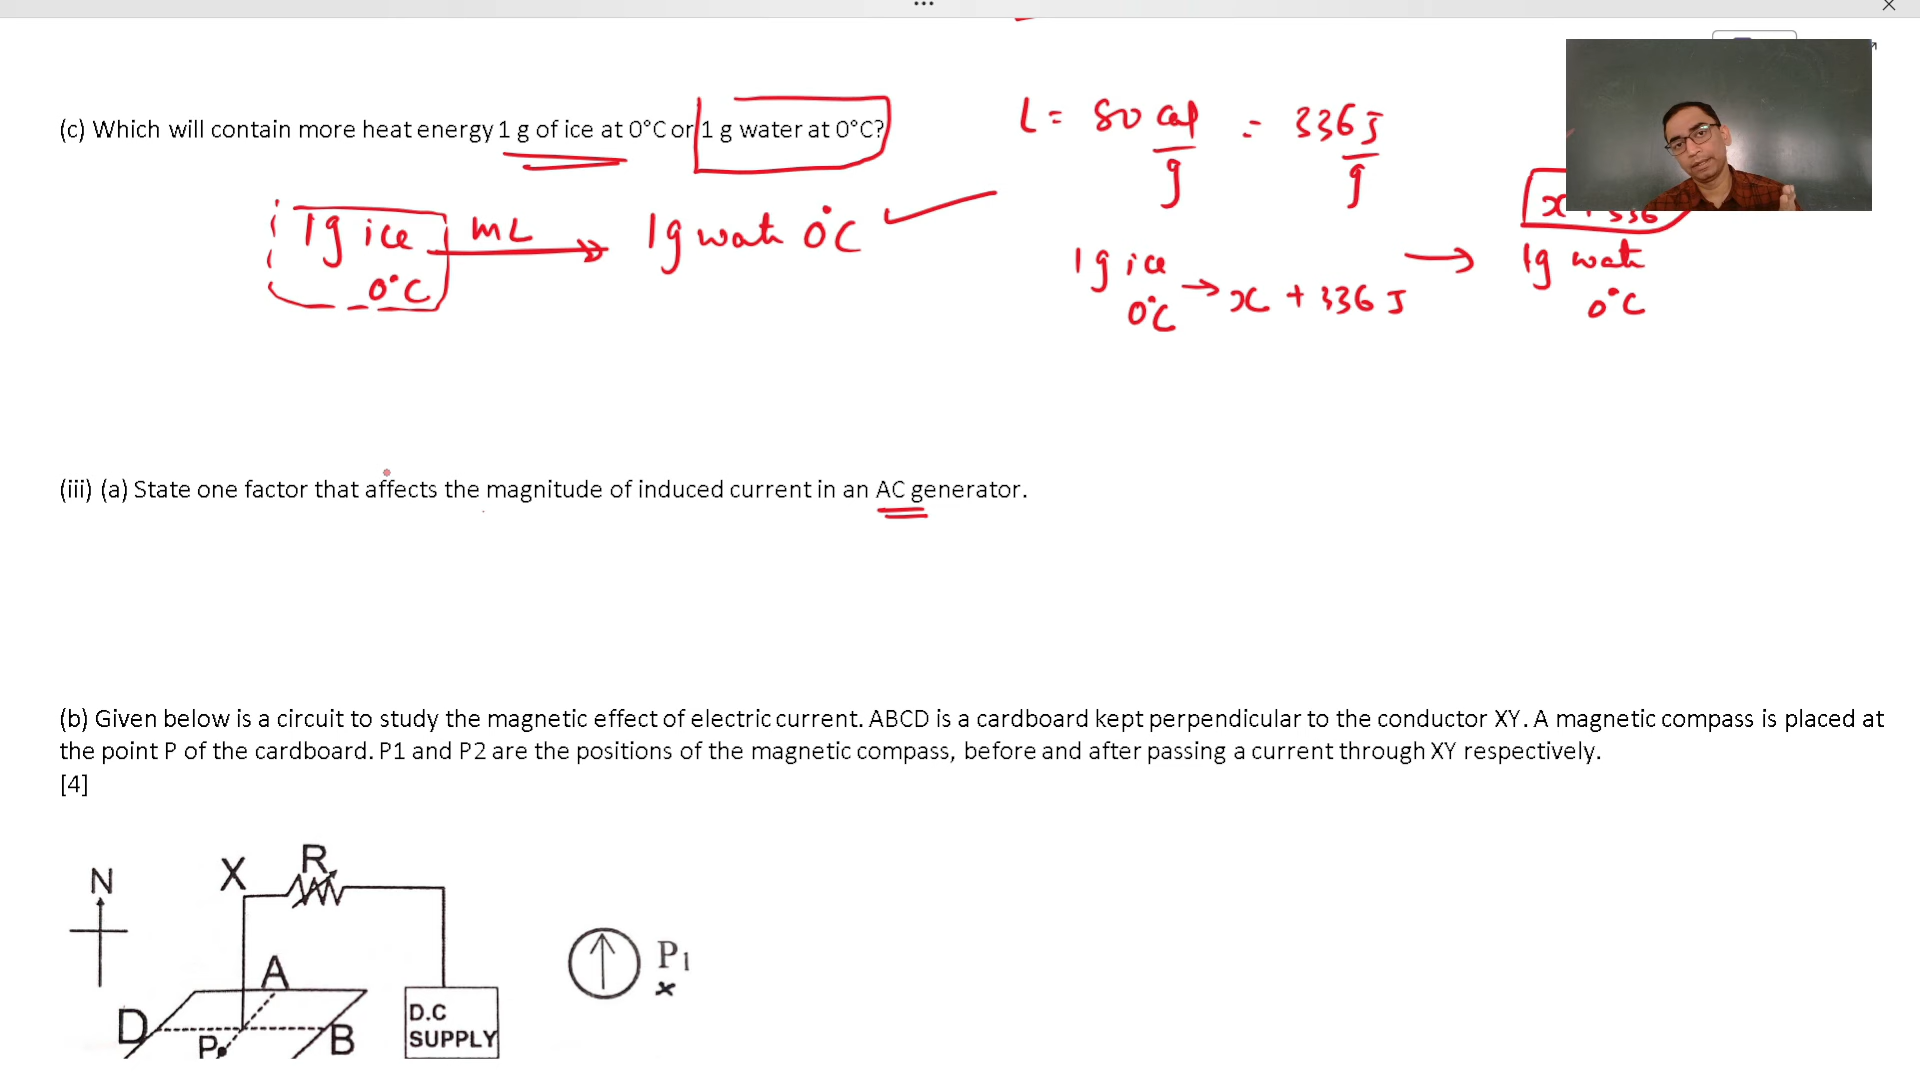 (c) Which will contain more heat energy 1 g of ice at 0°C or 1 g water at 0°C?
L = 80 cal/g = 336 J/g
1g ice 0°C mL 1g wate 0°C
1g ice 0°C → x + 336 J → 1g wate 0°C
(iii) (a) State one factor that affects the magnitude of induced current in an AC generator.
(b) Given below is a circuit to study the magnetic effect of electric current. ABCD is a cardboard kept perpendicular to the conductor XY. A magnetic compass is placed at
the point P of the cardboard. P1 and P2 are the positions of the magnetic compass, before and after passing a current through XY respectively.
[4]
N
X
R
A
D
P
B
D.C
SUPPLY
P1
x